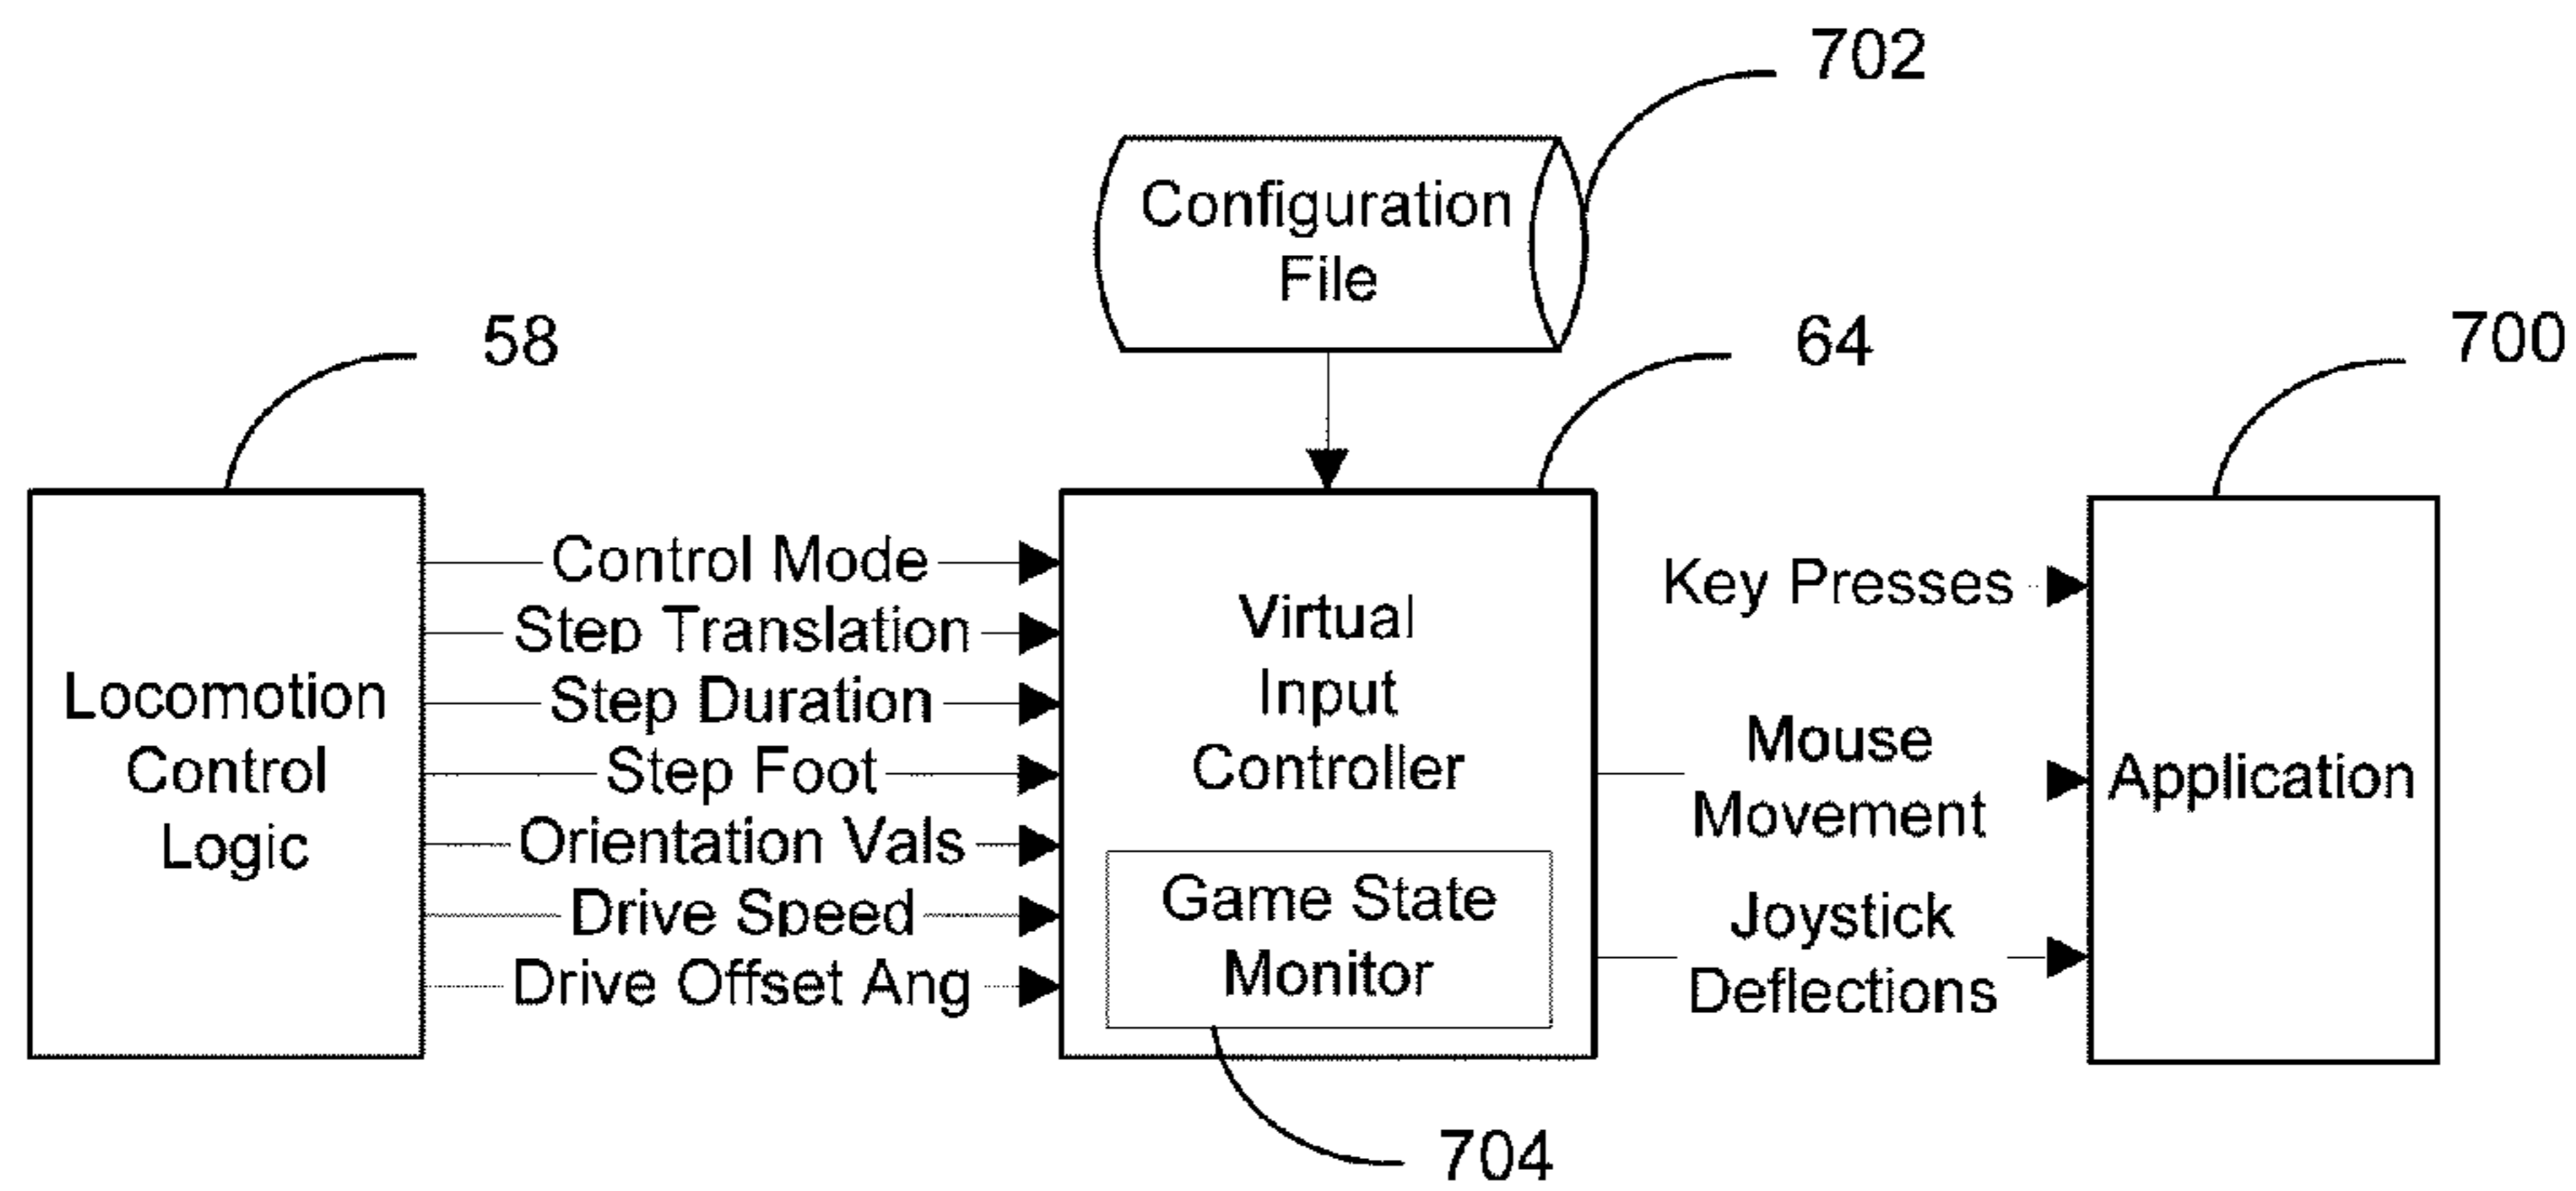 702
Configuration
File
58
64
700
Locomotion
Control
Logic
Control Mode
Step Translation
Step Duration
Step Foot
Orientation Vals
Drive Speed
Drive Offset Ang
Virtual
Input
Controller
Game State
Monitor
704
Key Presses
Mouse
Movement
Joystick
Deflections
Application